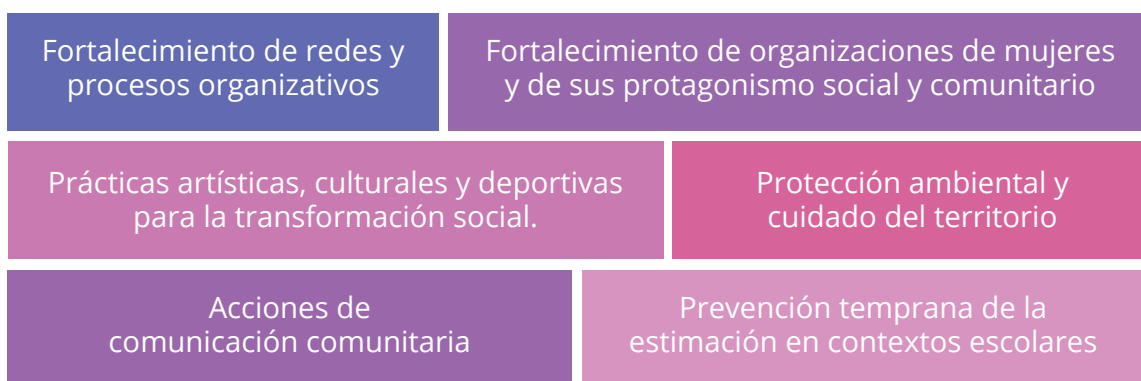 Fortalecimiento de redes y
procesos organizativos
Fortalecimiento de organizaciones de mujeres
y de sus protagonismo social y comunitario
Prácticas artísticas, culturales y deportivas
para la transformación social.
Protección ambiental y
cuidado del territorio
Acciones de
comunicación comunitaria
Prevención temprana de la
estimación en contextos escolares